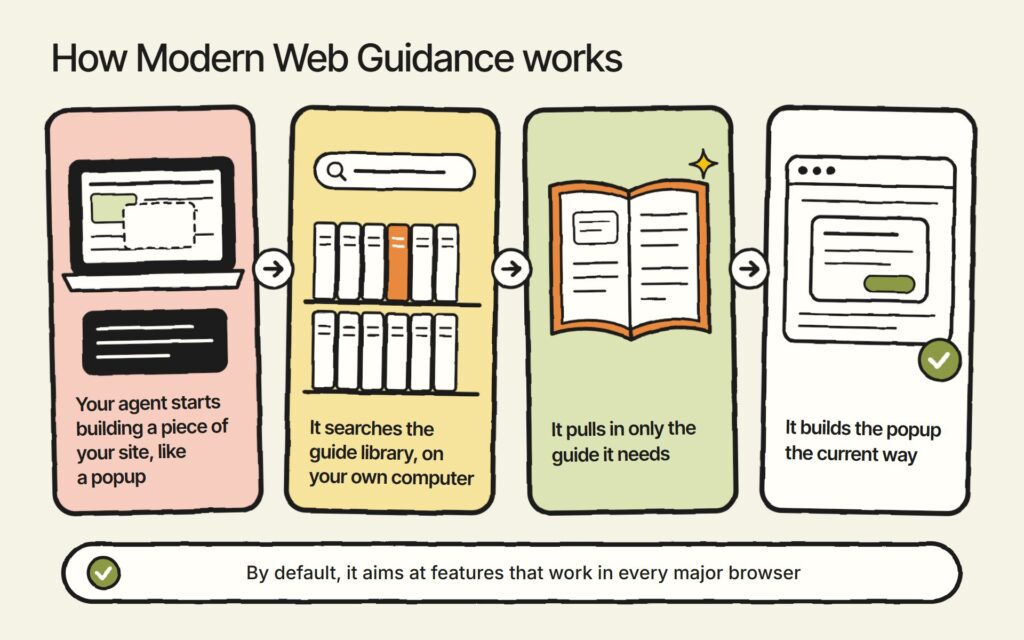 How Modern Web Guidance works
Your agent starts
building a piece of
your site, like
a popup
It searches the
guide library, on
your own computer
It pulls in only the
guide it needs
It builds the popup
the current way
By default, it aims at features that work in every major browser